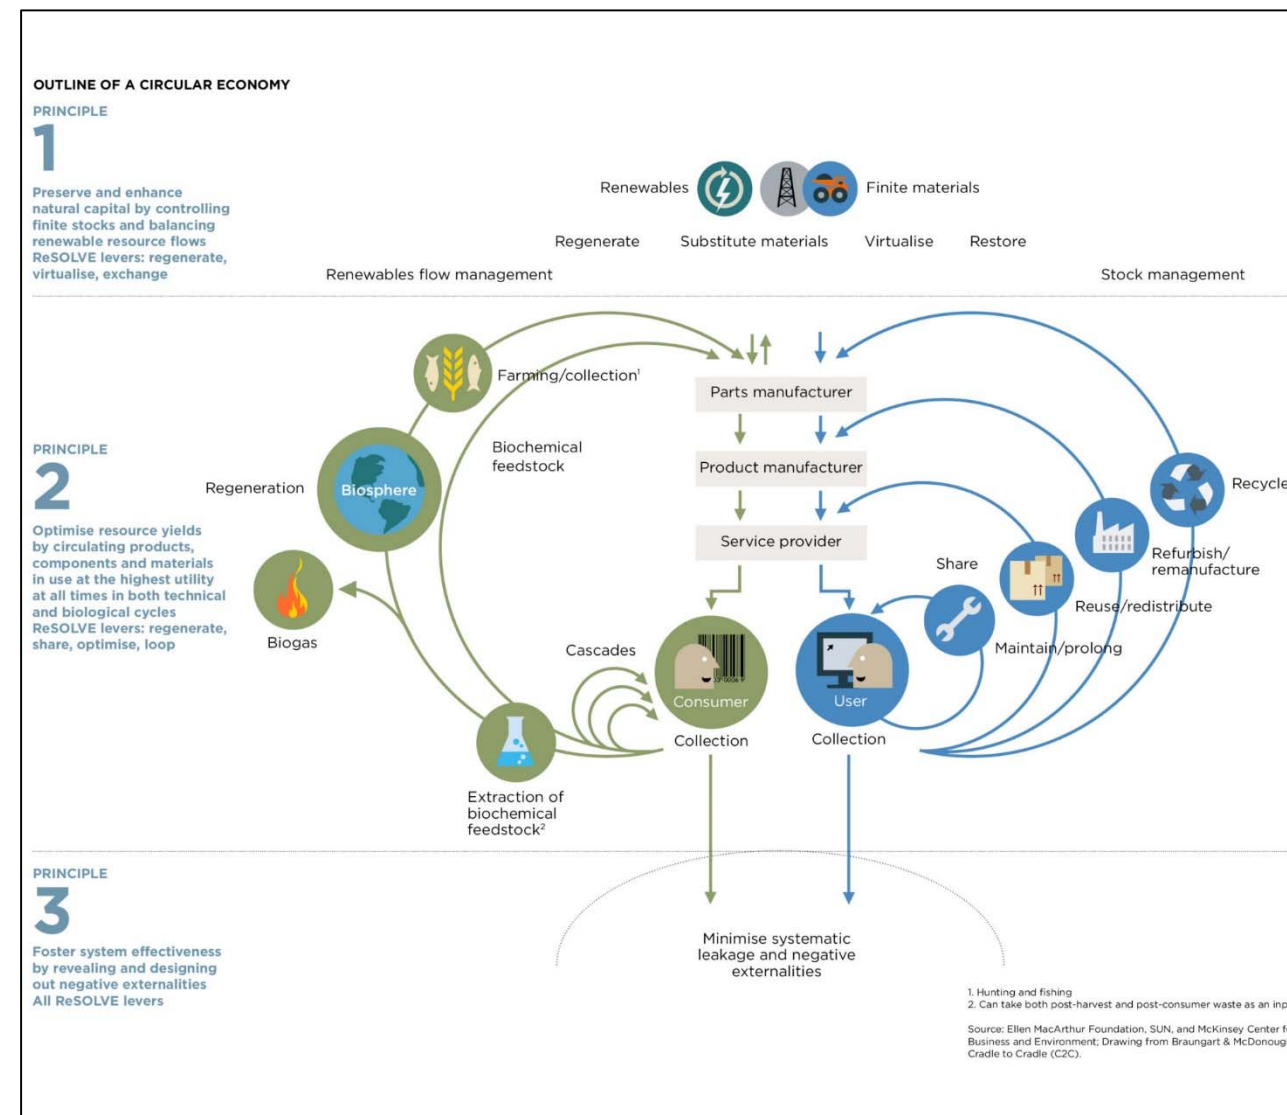 OUTLINE OF A CIRCULAR ECONOMY
PRINCIPLE
1
Preserve and enhance
natural capital by controlling
finite stocks and balancing
renewable resource flows
ReSOLVE levers: regenerate,
virtualise, exchange
Renewables
Finite materials
Regenerate
Substitute materials
Virtualise
Restore
Renewables flow management
Stock management
PRINCIPLE
2
Optimise resource yields
by circulating products,
components and materials
in use at the highest utility
at all times in both technical
and biological cycles
ReSOLVE levers: regenerate,
share, optimise, loop
Farming/collection¹
Biochemical
feedstock
Regeneration
Biosphere
Biogas
Cascades
Extraction of
biochemical
feedstock²
Parts manufacturer
Product manufacturer
Service provider
Consumer
Collection
User
Collection
Share
Maintain/prolong
Reuse/redistribute
Refurbish/
remanufacture
Recycle
PRINCIPLE
3
Foster system effectiveness
by revealing and designing
out negative externalities
All ReSOLVE levers
Minimise systematic
leakage and negative
externalities
1. Hunting and fishing
2. Can take both post-harvest and post-consumer waste as an inp
Source: Ellen MacArthur Foundation, SUN, and McKinsey Center f
Business and Environment; Drawing from Braungart & McDonoug
Cradle to Cradle (C2C).